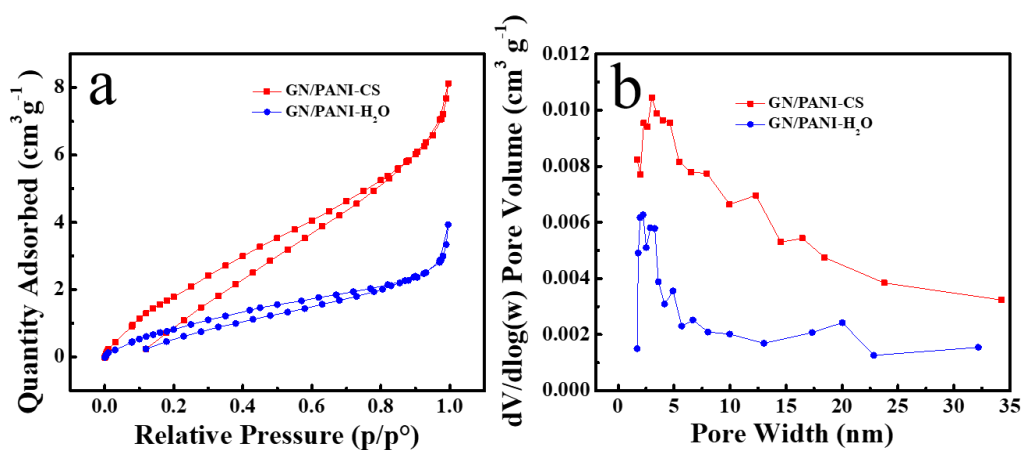 a
GN/PANI-CS
GN/PANI-H₂O
Quantity Adsorbed (cm³g⁻¹)
8
6
4
2
0
0.0 0.2 0.4 0.6 0.8 1.0
Relative Pressure (p/p°)
b
GN/PANI-CS
GN/PANI-H₂O
dV/dlog(w) Pore Volume (cm³ g⁻¹)
0.012
0.010
0.008
0.006
0.004
0.002
0.000
0 5 10 15 20 25 30 35
Pore Width (nm)